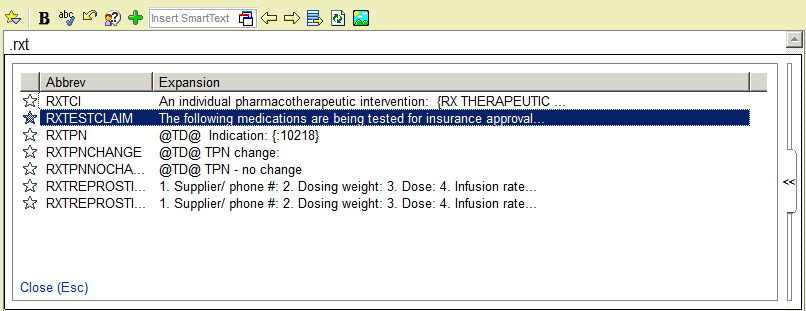 B abc Insert SmartText
.rxt
Abbrev Expansion
RXTCI An individual pharmacotherapeutic intervention: {RX THERAPEUTIC ...
RXTESTCLAIM The following medications are being tested for insurance approval...
RXTPN @TD@ Indication: {:10218}
RXTPNCHANGE @TD@ TPN change:
RXTPNNOCHA... @TD@ TPN - no change
RXTREPROSTI... 1. Supplier/ phone #: 2. Dosing weight: 3. Dose: 4. Infusion rate...
RXTREPROSTI... 1. Supplier/ phone #: 2. Dosing weight: 3. Dose: 4. Infusion rate...
<<
Close (Esc)